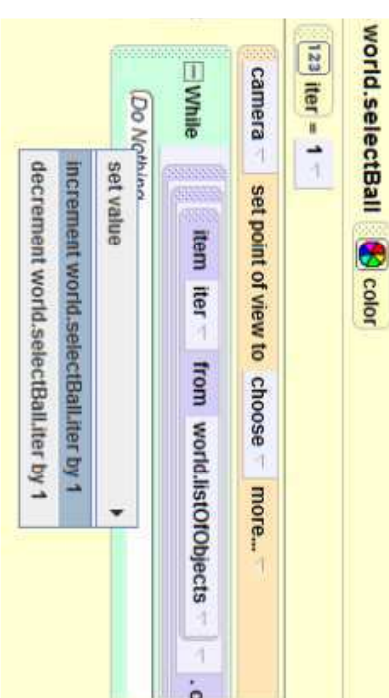 world.selectBall color
123 iter = 1
camera set point of view to choose more...
While item iter from world.listOfObjects
(Do Nothing
set value
increment world.selectBall.iter by 1
decrement world.selectBall.iter by 1